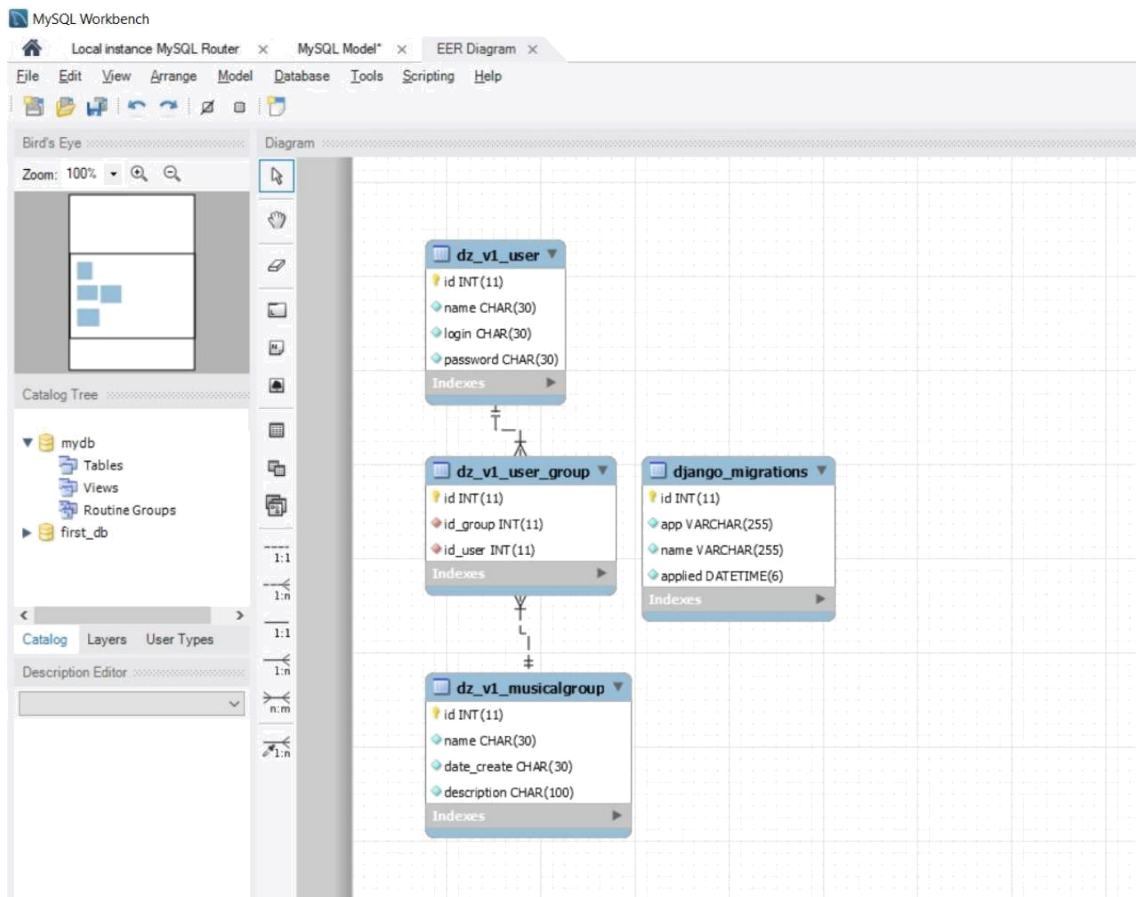 MySQL Workbench
Local instance MySQL Router × MySQL Model* × EER Diagram ×
File Edit View Arrange Model Database Tools Scripting Help
Bird's Eye
Zoom: 100%
Catalog Tree
mydb
Tables
Views
Routine Groups
first_db
Catalog Layers User Types
Description Editor
1:1
1:n
1:1
1:n
n:m
1:n
Diagram
dz_v1_user
id INT(11)
name CHAR(30)
login CHAR(30)
password CHAR(30)
Indexes
dz_v1_user_group
id INT(11)
id_group INT(11)
id_user INT(11)
Indexes
django_migrations
id INT(11)
app VARCHAR(255)
name VARCHAR(255)
applied DATETIME(6)
Indexes
dz_v1_musicalgroup
id INT(11)
name CHAR(30)
date_create CHAR(30)
description CHAR(100)
Indexes